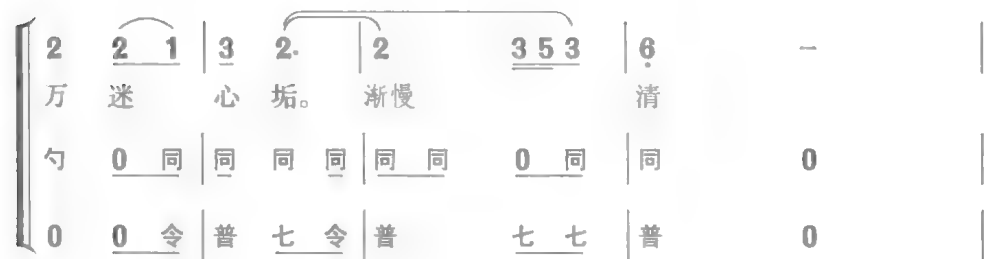 2 2 1 | 3 2· | 2 3 5 3 | 6 - |
万 迷 心 垢。 渐慢 清
勺 0 同 | 同 同 同 | 同 同 0 同 | 同 0 |
0 0 令 | 普 七 令 | 普 七 七 | 普 0 |